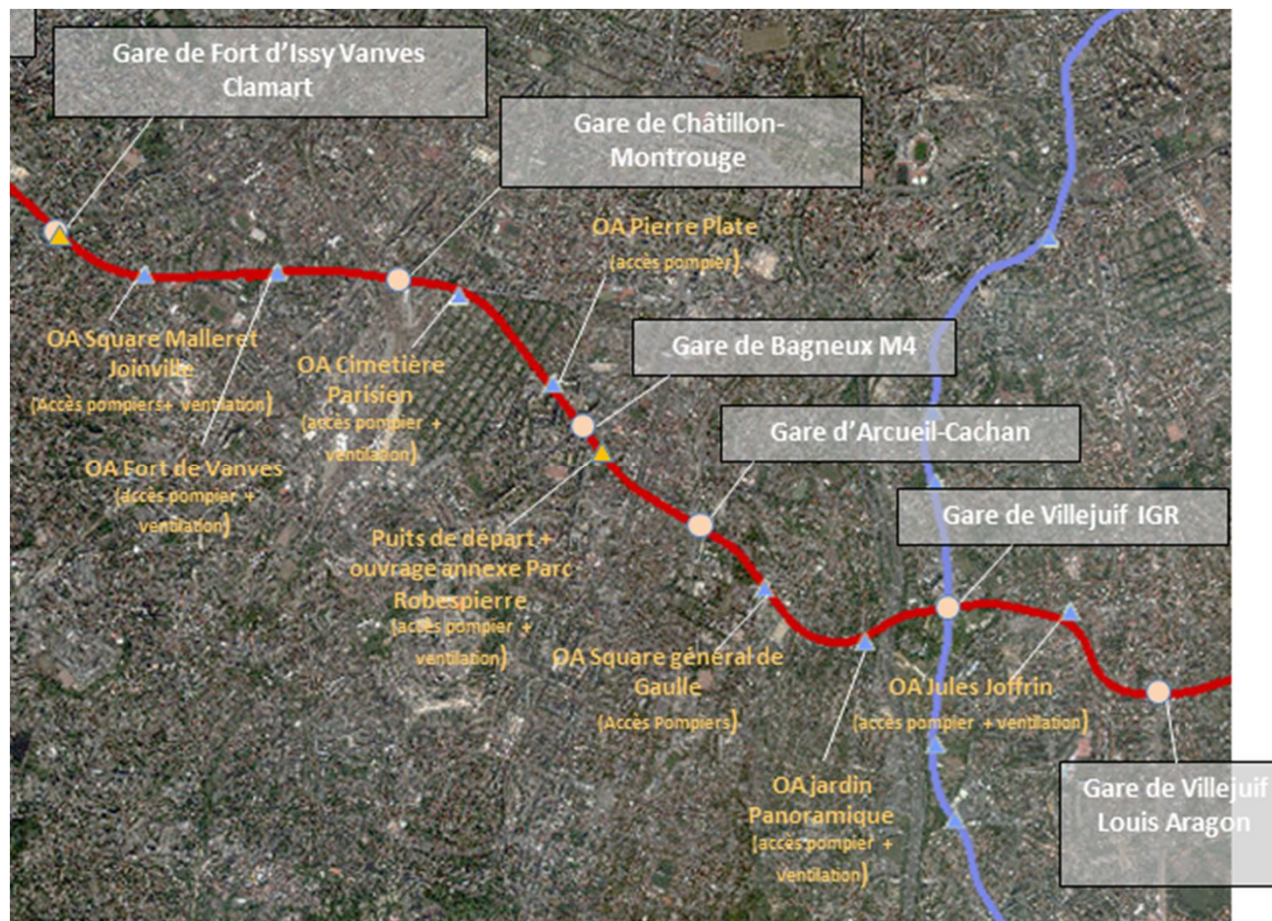 Gare de Fort d'Issy Vanves
Clamart
Gare de Châtillon-
Montrouge
OA Pierre Plate
(accès pompier)
OA Square Malleret
Joinville
(Accès pompiers+ ventilation)
OA Cimetière
Parisien
(accès pompier +
ventilation)
Gare de Bagneux M4
OA Fort de Vanves
(accès pompier +
ventilation)
Gare d'Arcueil-Cachan
Puits de départ +
ouvrage annexe Parc
Robespierre
(accès pompier +
ventilation)
Gare de Villejuif IGR
OA Square général de
Gaulle
(Accès Pompiers)
OA Jules Joffrin
(accès pompier + ventilation)
OA jardin
Panoramique
(accès pompier +
ventilation)
Gare de Villejuif
Louis Aragon